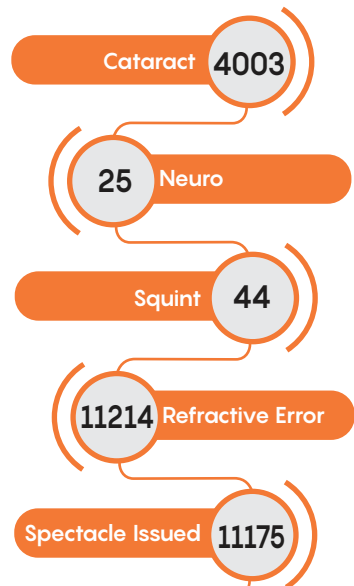 Cataract 4003
25 Neuro
Squint 44
11214 Refractive Error
Spectacle Issued 11175